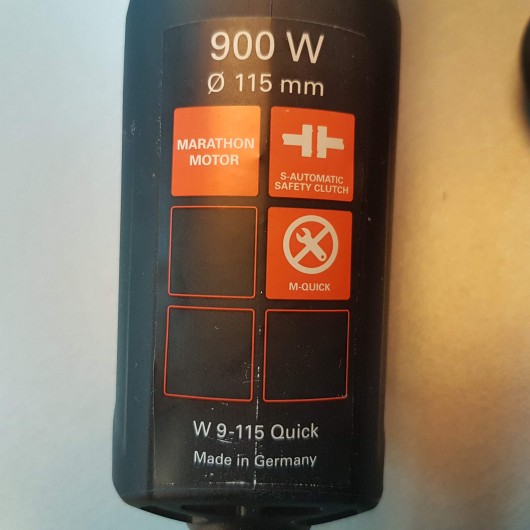 900 W
Ø 115 mm
MARATHON
MOTOR
S-AUTOMATIC
SAFETY CLUTCH
M-QUICK
W 9-115 Quick
Made in Germany